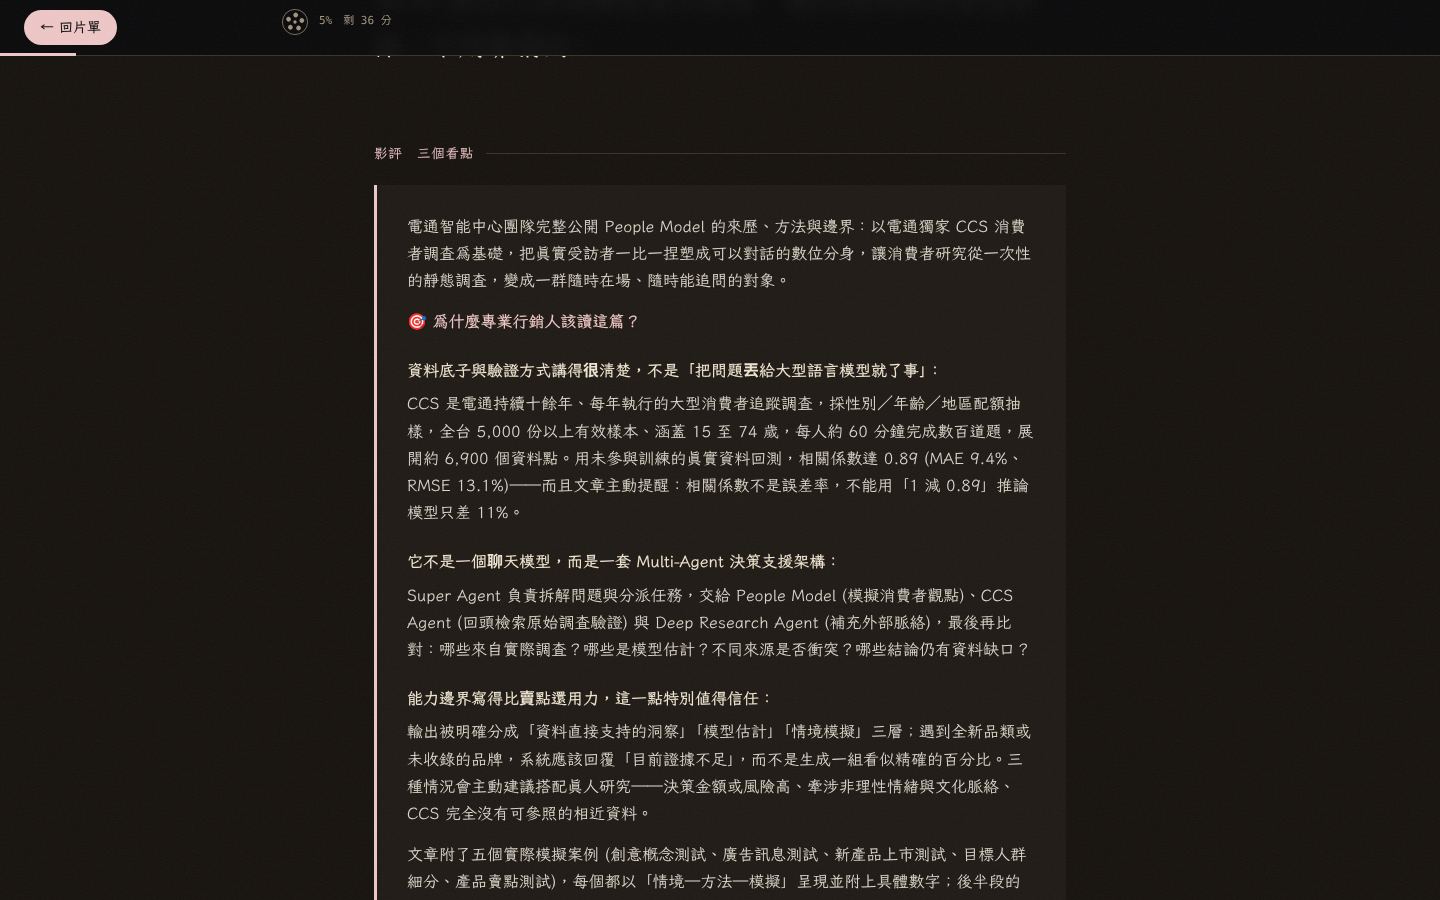 ← 回片單
5% 剩 36 分
影評 三個看點
電通智能中心團隊完整公開 People Model 的來歷、方法與邊界：以電通獨家 CCS 消費
者調查爲基礎，把眞實受訪者一比一捏塑成可以對話的數位分身，讓消費者研究從一次性
的靜態調查，變成一群隨時在場、隨時能追問的對象。
🎯 爲什麼專業行銷人該讀這篇？
資料底子與驗證方式講得很清楚，不是「把問題丟給大型語言模型就了事」：
CCS 是電通持續十餘年、每年執行的大型消費者追蹤調查，採性別／年齡／地區配額抽
樣，全台 5,000 份以上有效樣本、涵蓋 15 至 74 歲，每人約 60 分鐘完成數百道題，展
開約 6,900 個資料點。用未參與訓練的眞實資料回測，相關係數達 0.89 (MAE 9.4%、
RMSE 13.1%)——而且文章主動提醒：相關係數不是誤差率，不能用「1 減 0.89」推論
模型只差 11%。
它不是一個聊天模型，而是一套 Multi-Agent 決策支援架構：
Super Agent 負責拆解問題與分派任務，交給 People Model (模擬消費者觀點)、CCS
Agent (回頭檢索原始調查驗證) 與 Deep Research Agent (補充外部脈絡)，最後再比
對：哪些來自實際調查？哪些是模型估計？不同來源是否衝突？哪些結論仍有資料缺口？
能力邊界寫得比賣點還用力，這一點特別值得信任：
輸出被明確分成「資料直接支持的洞察」「模型估計」「情境模擬」三層；遇到全新品類或
未收錄的品牌，系統應該回覆「目前證據不足」，而不是生成一組看似精確的百分比。三
種情況會主動建議搭配眞人研究——決策金額或風險高、牽涉非理性情緒與文化脈絡、
CCS 完全沒有可參照的相近資料。
文章附了五個實際模擬案例 (創意概念測試、廣告訊息測試、新產品上市測試、目標人群
細分、產品賣點測試)，每個都以「情境—方法—模擬」呈現並附上具體數字；後半段的